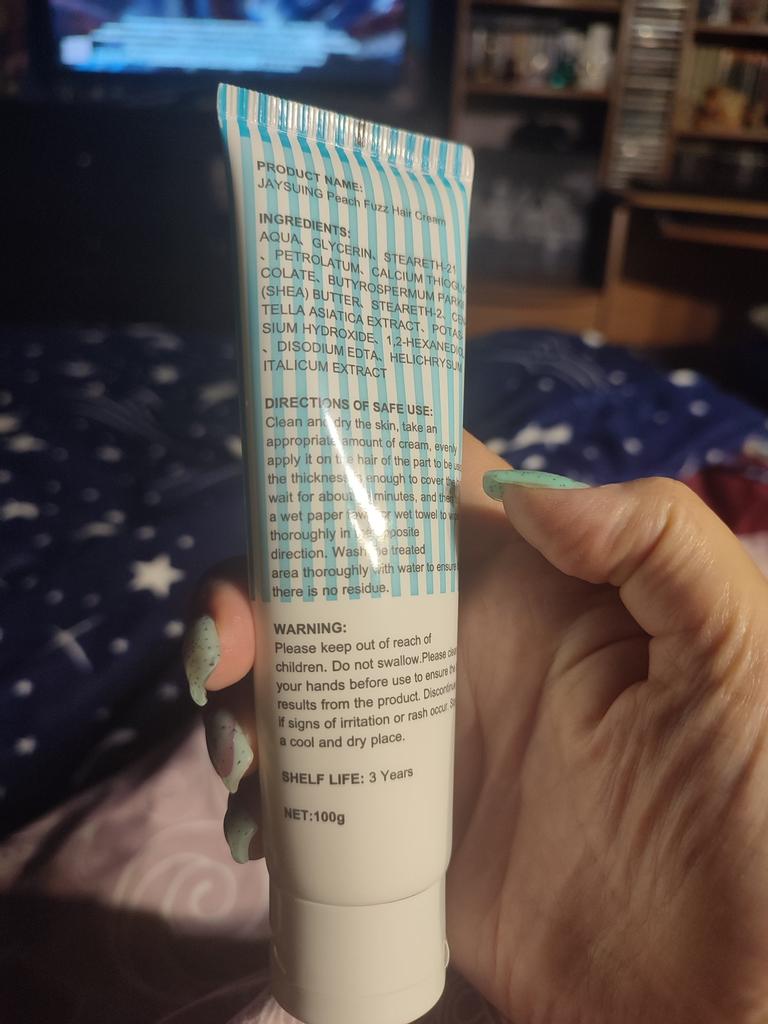 PRODUCT NAME:
JAYSUING Peach Fuzz Hair Cream
INGREDIENTS:
AQUA、GLYCERIN、STEARETH-21
、PETROLATUM、CALCIUM THIOGLY
COLATE、BUTYROSPERMUM PARKII
(SHEA) BUTTER、STEARETH-2、CEN
TELLA ASIATICA EXTRACT、POTAS
SIUM HYDROXIDE、1,2-HEXANEDIOL
、DISODIUM EDTA、HELICHRYSUM
ITALICUM EXTRACT
DIRECTIONS OF SAFE USE:
Clean and dry the skin, take an
appropriate amount of cream, evenly
apply it on the hair of the part to be
the thickness enough to cover the
wait for about minutes, and then
a wet paper or wet towel to
thoroughly in the opposite
direction. Wash the treated
area thoroughly with water to ensure
there is no residue.
WARNING:
Please keep out of reach of
children. Do not swallow.Please
your hands before use to ensure the
results from the product. Discontinue
if signs of irritation or rash occur.
a cool and dry place.
SHELF LIFE: 3 Years
NET:100g